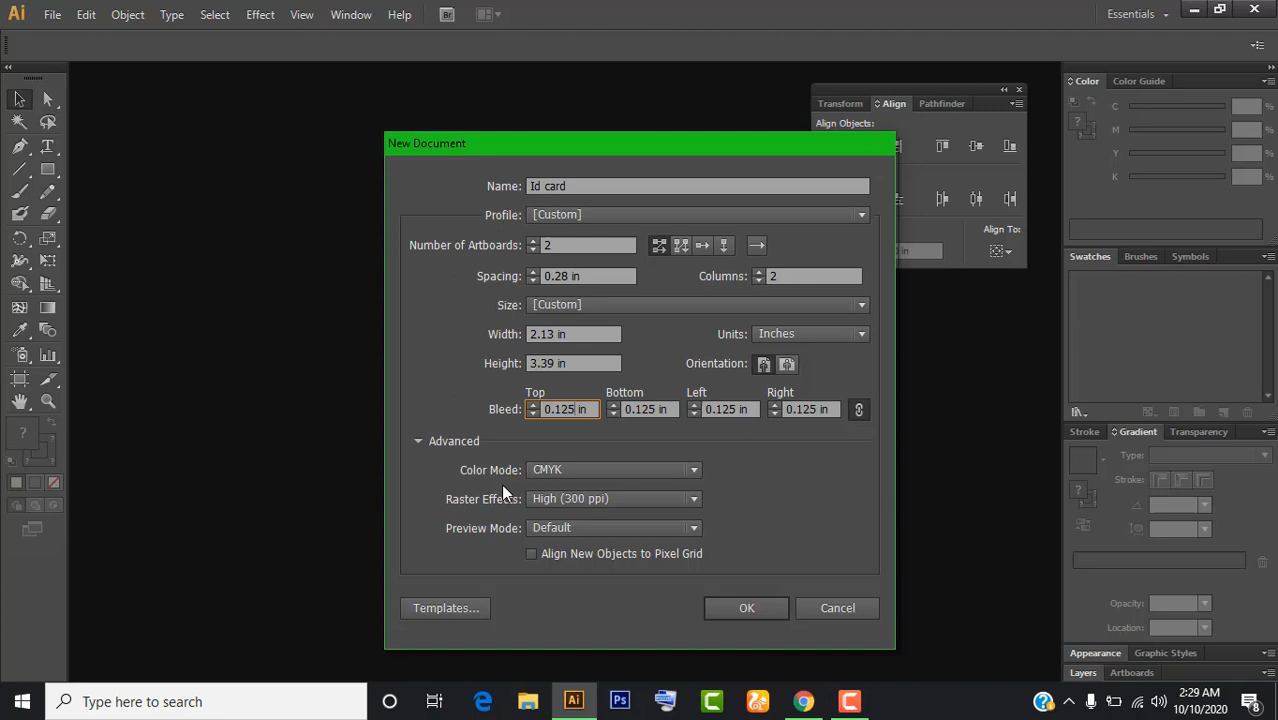 Ai File Edit Object Type Select Effect View Window Help Br Essentials
Transform Align Pathfinder
Align Objects:
Align To:
in
Color Color Guide
C %
M %
Y %
K %
Swatches Brushes Symbols
Stroke Gradient Transparency
Type:
Stroke:
Opacity:
Location:
Appearance Graphic Styles
Layers Artboards
New Document
Name: Id card
Profile: [Custom]
Number of Artboards: 2
Spacing: 0.28 in Columns: 2
Size: [Custom]
Width: 2.13 in Units: Inches
Height: 3.39 in Orientation:
Top Bottom Left Right
Bleed: 0.125 in 0.125 in 0.125 in 0.125 in
Advanced
Color Mode: CMYK
Raster Effects: High (300 ppi)
Preview Mode: Default
Align New Objects to Pixel Grid
Templates... OK Cancel
Type here to search
Ai Ps C
2:29 AM
10/10/2020